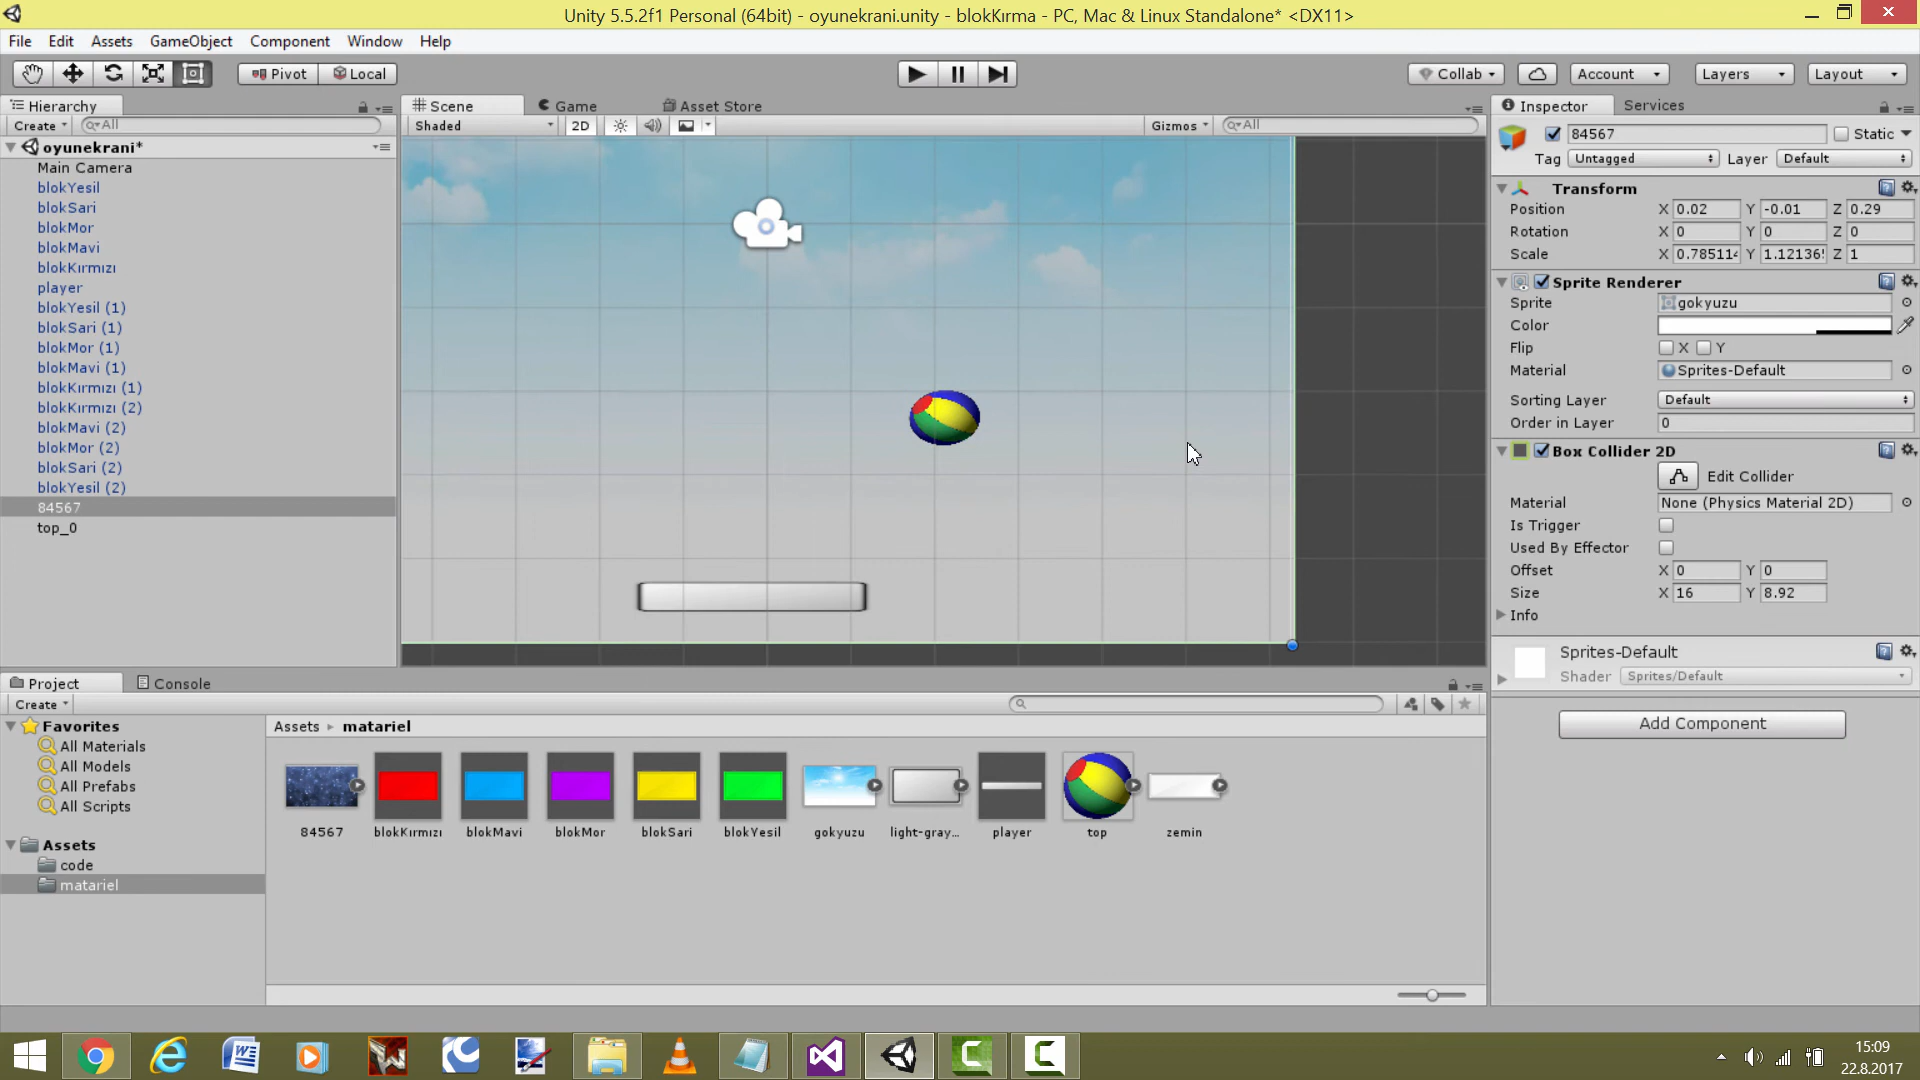 Unity 5.5.2f1 Personal (64bit) - oyunekrani.unity - blokKırma - PC, Mac & Linux Standalone* <DX11>
File Edit Assets GameObject Component Window Help
Pivot Local Collab Account Layers Layout
Hierarchy
Create All
oyunekrani*
Main Camera
blokYesil
blokSari
blokMor
blokMavi
blokKırmızı
player
blokYesil (1)
blokSari (1)
blokMor (1)
blokMavi (1)
blokKırmızı (1)
blokKırmızı (2)
blokMavi (2)
blokMor (2)
blokSari (2)
blokYesil (2)
84567
top_0
Scene Game Asset Store
Shaded 2D Gizmos All
Inspector Services
84567 Static
Tag Untagged Layer Default
Transform
Position X 0.02 Y -0.01 Z 0.29
Rotation X 0 Y 0 Z 0
Scale X 0.78511 Y 1.12136 Z 1
Sprite Renderer
Sprite gokyuzu
Color
Flip X Y
Material Sprites-Default
Sorting Layer Default
Order in Layer 0
Box Collider 2D
Edit Collider
Material None (Physics Material 2D)
Is Trigger
Used By Effector
Offset X 0 Y 0
Size X 16 Y 8.92
Info
Sprites-Default
Shader Sprites/Default
Add Component
Project Console
Create
Favorites
All Materials
All Models
All Prefabs
All Scripts
Assets
code
matariel
Assets ▸ matariel
84567 blokKırmızı blokMavi blokMor blokSari blokYesil gokyuzu light-gray... player top zemin
15:09
22.8.2017